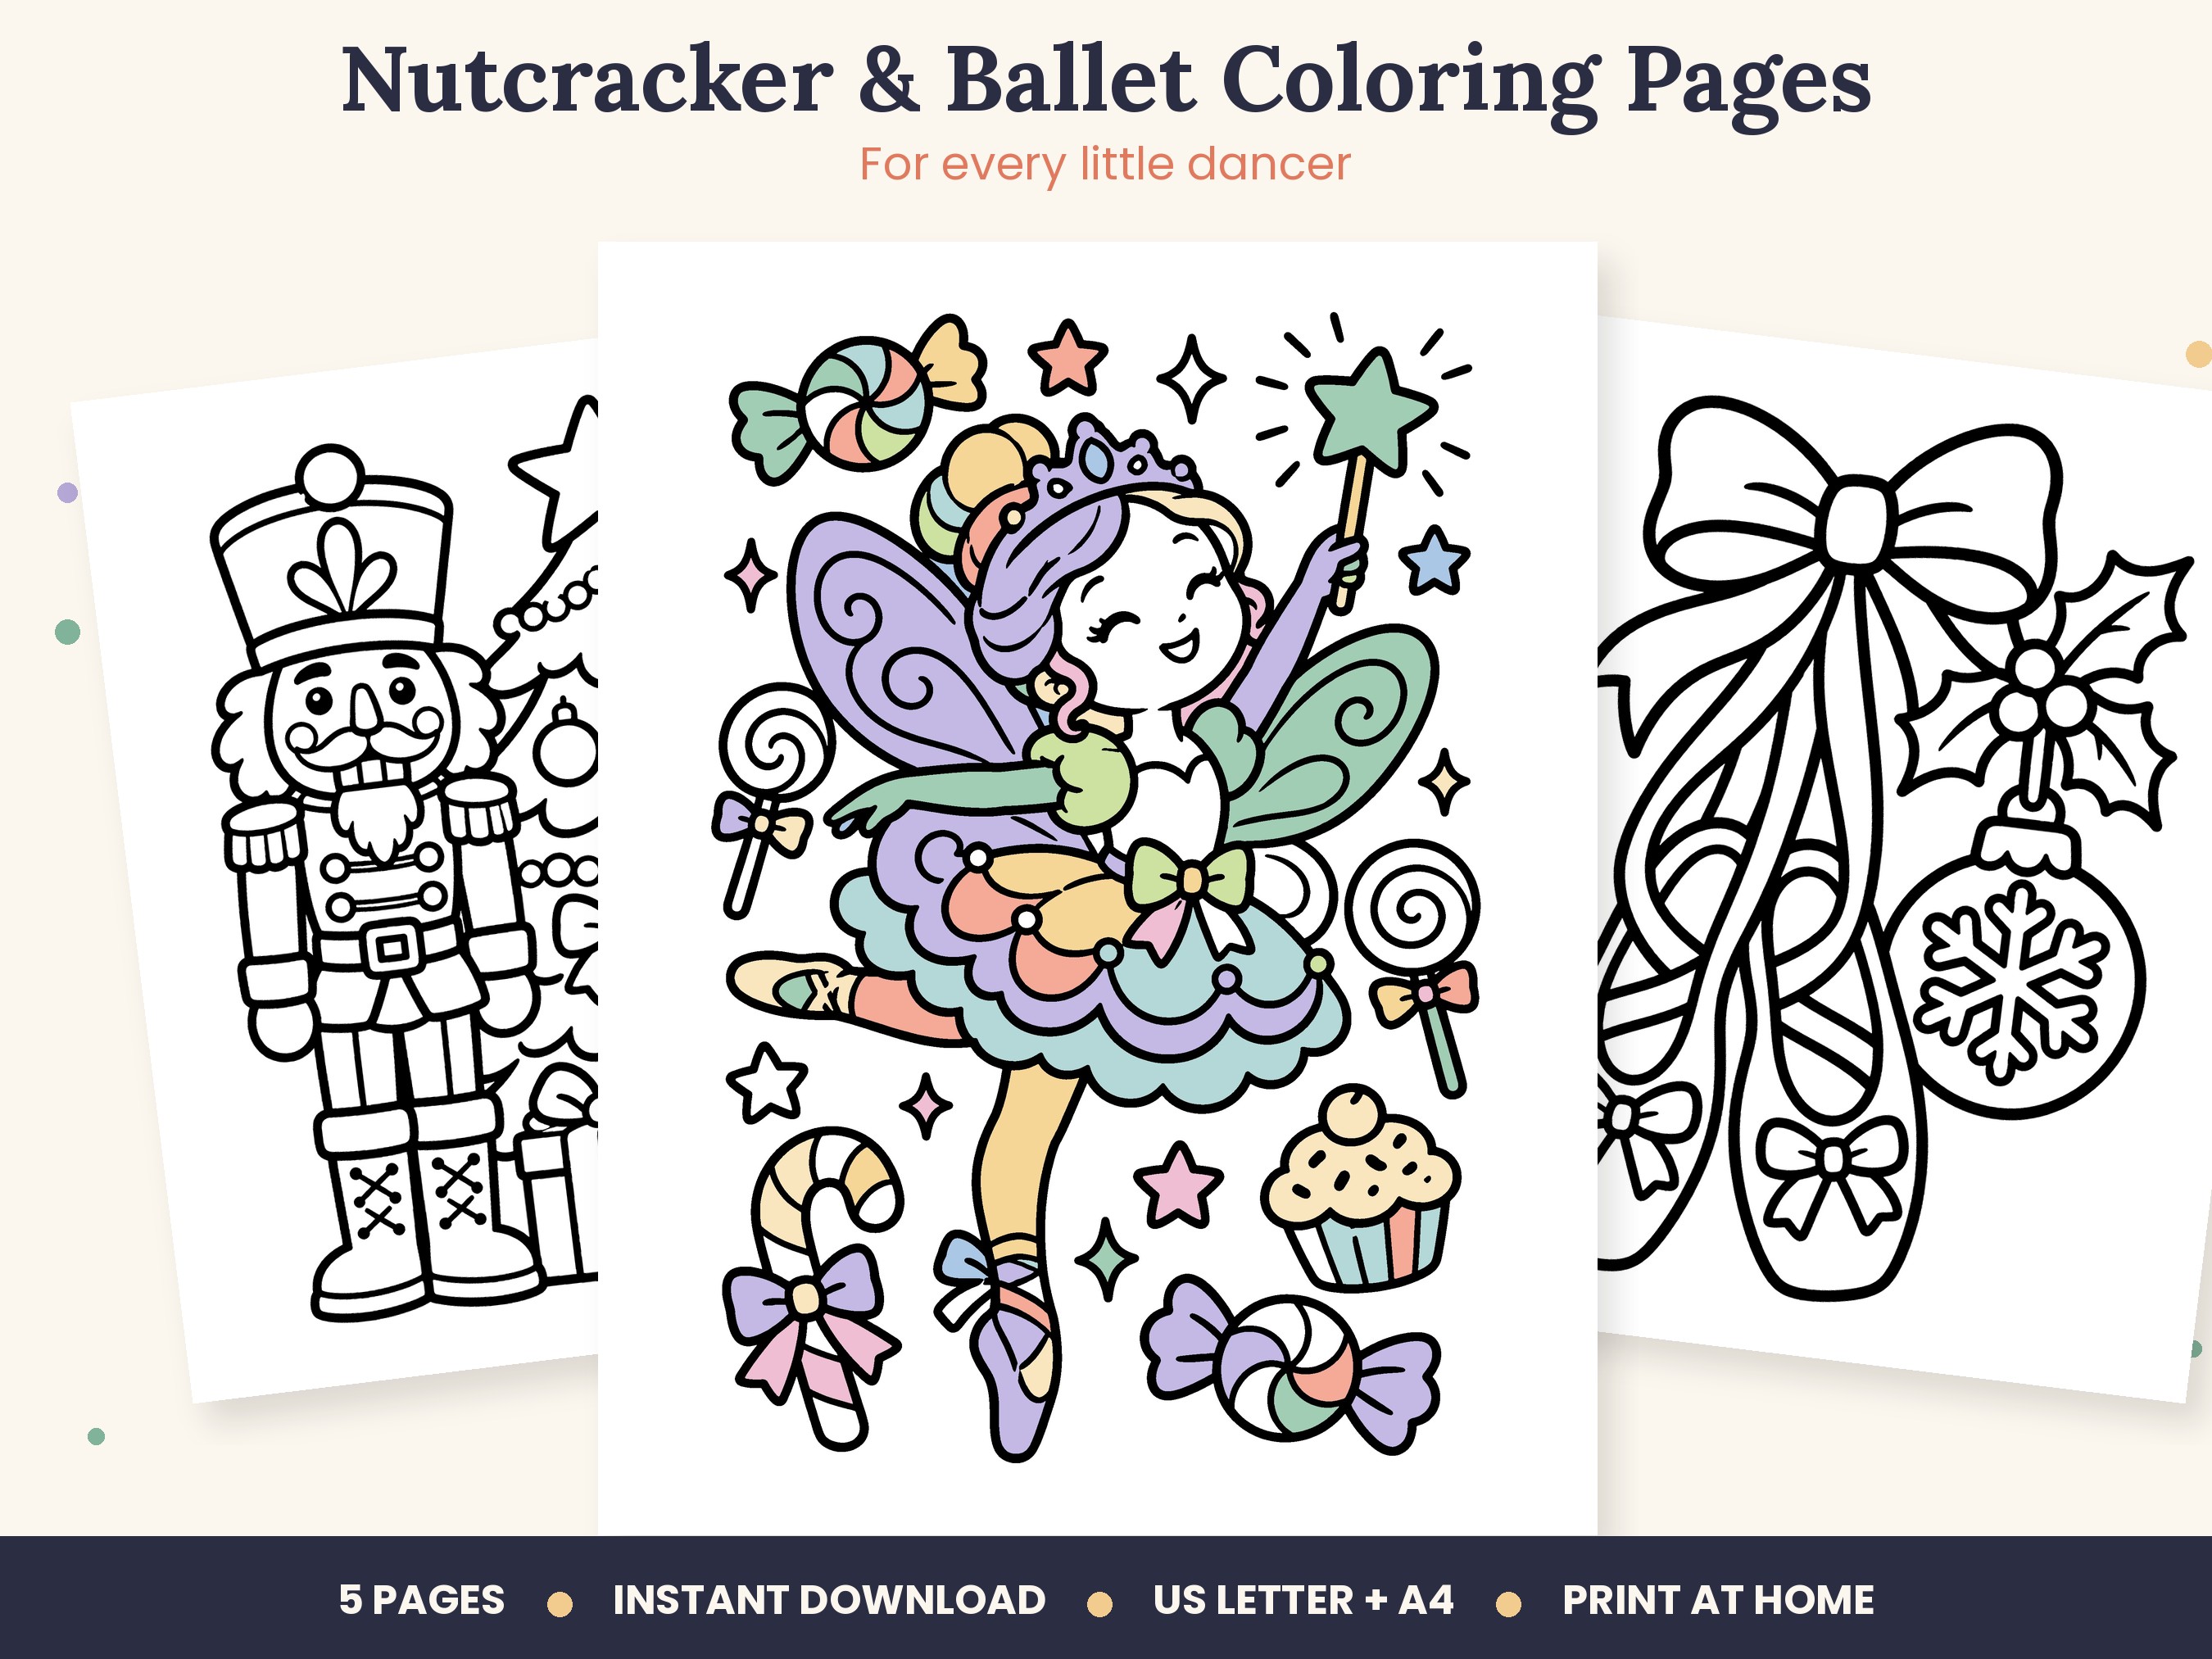 Nutcracker & Ballet Coloring Pages
For every little dancer
5 PAGES ● INSTANT DOWNLOAD ● US LETTER + A4 ● PRINT AT HOME